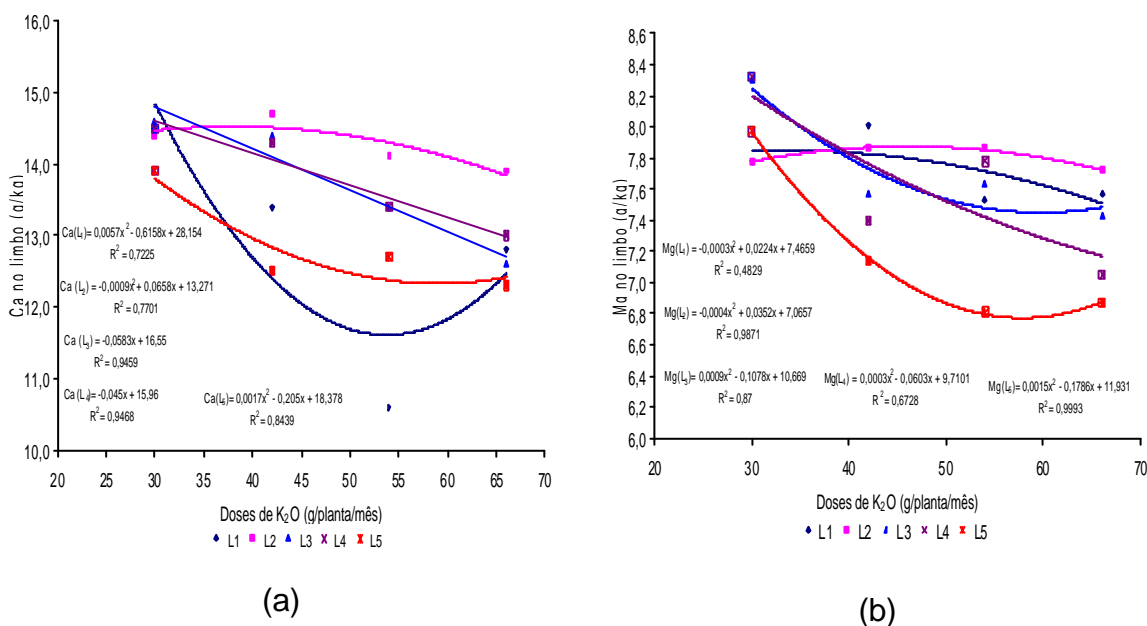 16,0
15,0
14,0
13,0
12,0
11,0
10,0
Ca no limbo (g/kg)
Ca(L₁)= 0,0057x² - 0,6158x + 28,154
R² = 0,7225
Ca (L₂) = -0,0009x² + 0,0658x + 13,271
R² = 0,7701
Ca (L₃) = -0,0583x + 16,55
R² = 0,9459
Ca (L₄)= -0,045x + 15,96
R² = 0,9468
Ca(L₅)= 0,0017x² - 0,205x + 18,378
R² = 0,8439
20 25 30 35 40 45 50 55 60 65 70
Doses de K₂O (g/planta/mês)
L1 L2 L3 L4 L5
(a)
8,6
8,4
8,2
8,0
7,8
7,6
7,4
7,2
7,0
6,8
6,6
6,4
6,2
6,0
Mg no limbo (g/kg)
Mg(L₁)= -0,0003x² + 0,0224x + 7,4659
R² = 0,4829
Mg(L₂)= -0,0004x² + 0,0352x + 7,0657
R² = 0,9871
Mg(L₃)= 0,0009x² - 0,1078x + 10,669
R² = 0,87
Mg(L₄) = 0,0003x² - 0,0603x + 9,7101
R² = 0,6728
Mg(L₅)= 0,0015x² - 0,1786x + 11,931
R² = 0,9993
20 30 40 50 60 70
Doses de K₂O (g/planta/mês)
L1 L2 L3 L4 L5
(b)